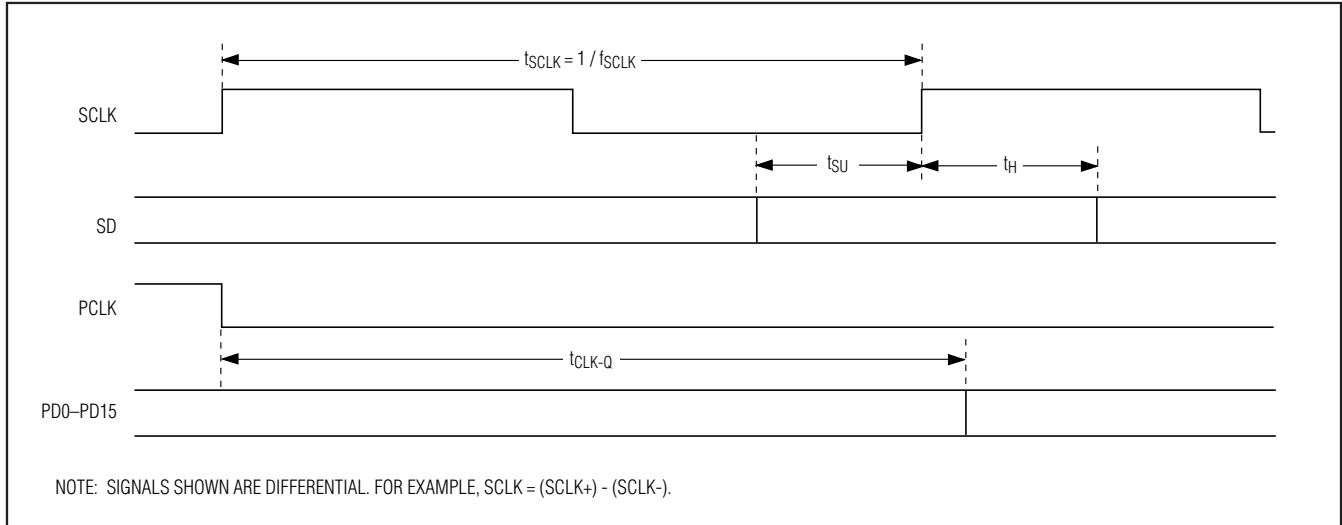 tSCLK = 1 / fSCLK
SCLK
tSU
tH
SD
PCLK
tCLK-Q
PD0–PD15
NOTE: SIGNALS SHOWN ARE DIFFERENTIAL. FOR EXAMPLE, SCLK = (SCLK+) - (SCLK-).